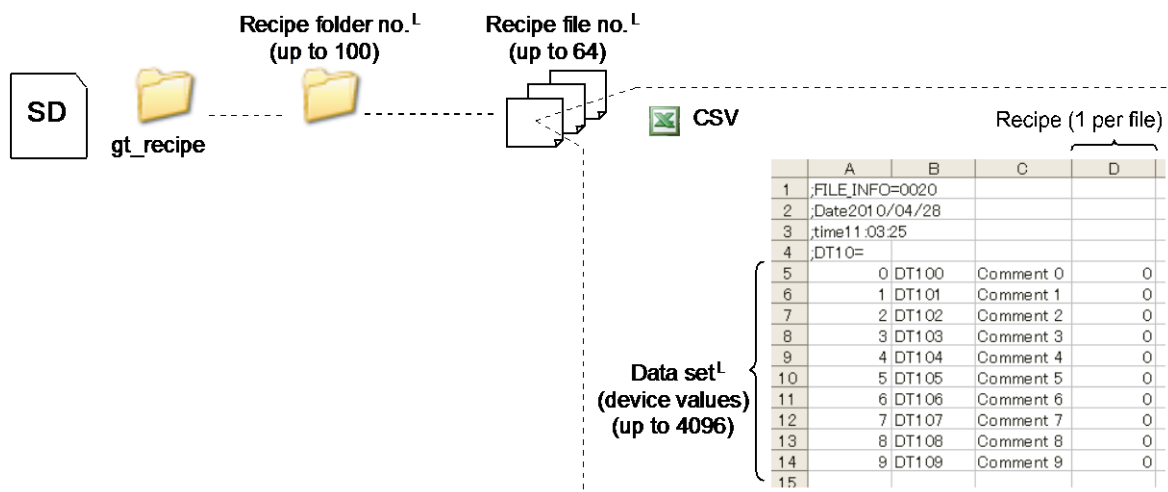 Recipe folder no.L
(up to 100)
Recipe file no.L
(up to 64)
SD
gt_recipe
CSV
Recipe (1 per file)
A B C D
1 ;FILE_INFO=0020
2 ;Date2010/04/28
3 ;time11:03:25
4 ;DT10=
5 0 DT100 Comment 0 0
6 1 DT101 Comment 1 0
7 2 DT102 Comment 2 0
8 3 DT103 Comment 3 0
9 4 DT104 Comment 4 0
10 5 DT105 Comment 5 0
11 6 DT106 Comment 6 0
12 7 DT107 Comment 7 0
13 8 DT108 Comment 8 0
14 9 DT109 Comment 9 0
15
Data setL
(device values)
(up to 4096)